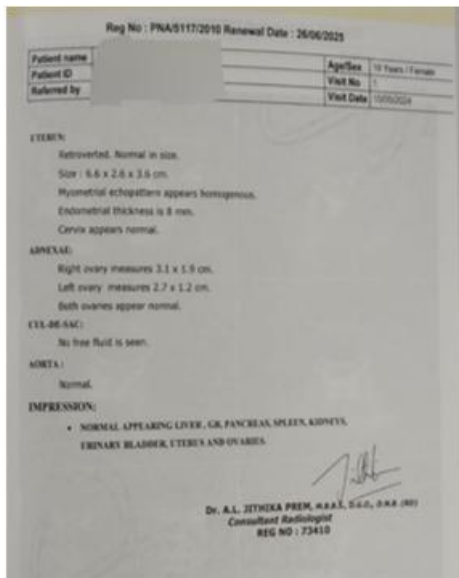 Reg No : PNA/5117/2010 Renewal Date : 26/06/2025
Patient name
Age/Sex 18 Years / Female
Patient ID
Visit No 1
Referred by
Visit Date
UTERUS:
Retroverted. Normal in size.
Size : 6.6 x 2.6 x 3.6 cm.
Myometrial echopattern appears homogenous.
Endometrial thickness is 8 mm.
Cervix appears normal.
ADNEXAE:
Right ovary measures 3.1 x 1.9 cm.
Left ovary measures 2.7 x 1.2 cm.
Both ovaries appear normal.
CUL-DE-SAC:
No free fluid is seen.
AORTA :
Normal.
IMPRESSION:
• NORMAL APPEARING LIVER , GB, PANCREAS, SPLEEN, KIDNEYS,
URINARY BLADDER, UTERUS AND OVARIES.
Dr. A.L. JITHIKA PREM, M.B.B.S, D.G.O., D.N.B. (RD)
Consultant Radiologist
REG NO : 73410